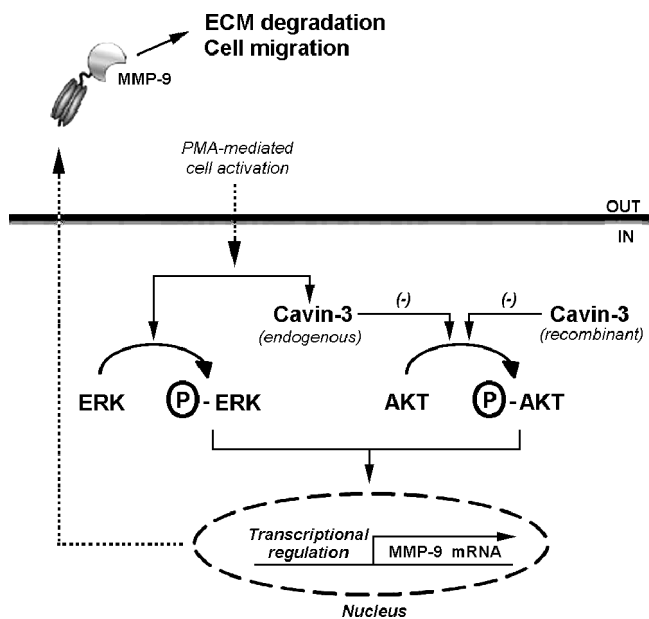 ECM degradation
Cell migration
MMP-9
PMA-mediated
cell activation
OUT
IN
Cavin-3
(endogenous)
(-)
(-)
Cavin-3
(recombinant)
ERK
P - ERK
AKT
P - AKT
Transcriptional
regulation
MMP-9 mRNA
Nucleus